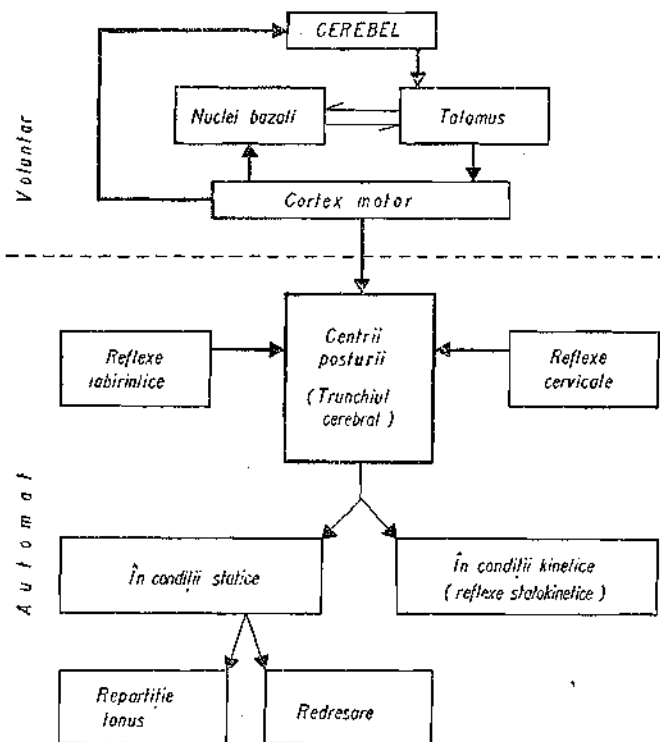 CEREBEL
Nuclei bazali
Talamus
Cortex motor
Voluntar
Centrii
posturii
(Trunchiul
cerebral)
Reflexe
labirintice
Reflexe
cervicale
Automat
În condiții statice
În condiții kinetice
(reflexe statokinetice)
Repartiție
tonus
Redresare